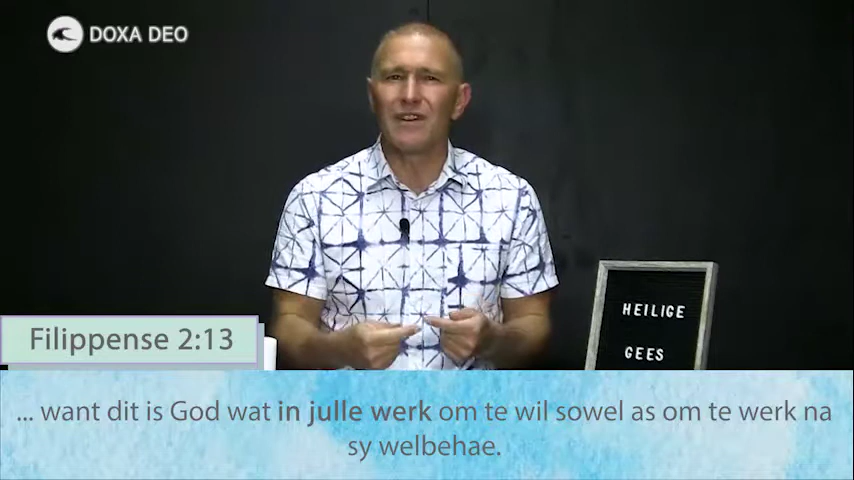 DOXA DEO
HEILIGE
GEES
Filippense 2:13
... want dit is God wat in julle werk om te wil sowel as om te werk na
sy welbehae.